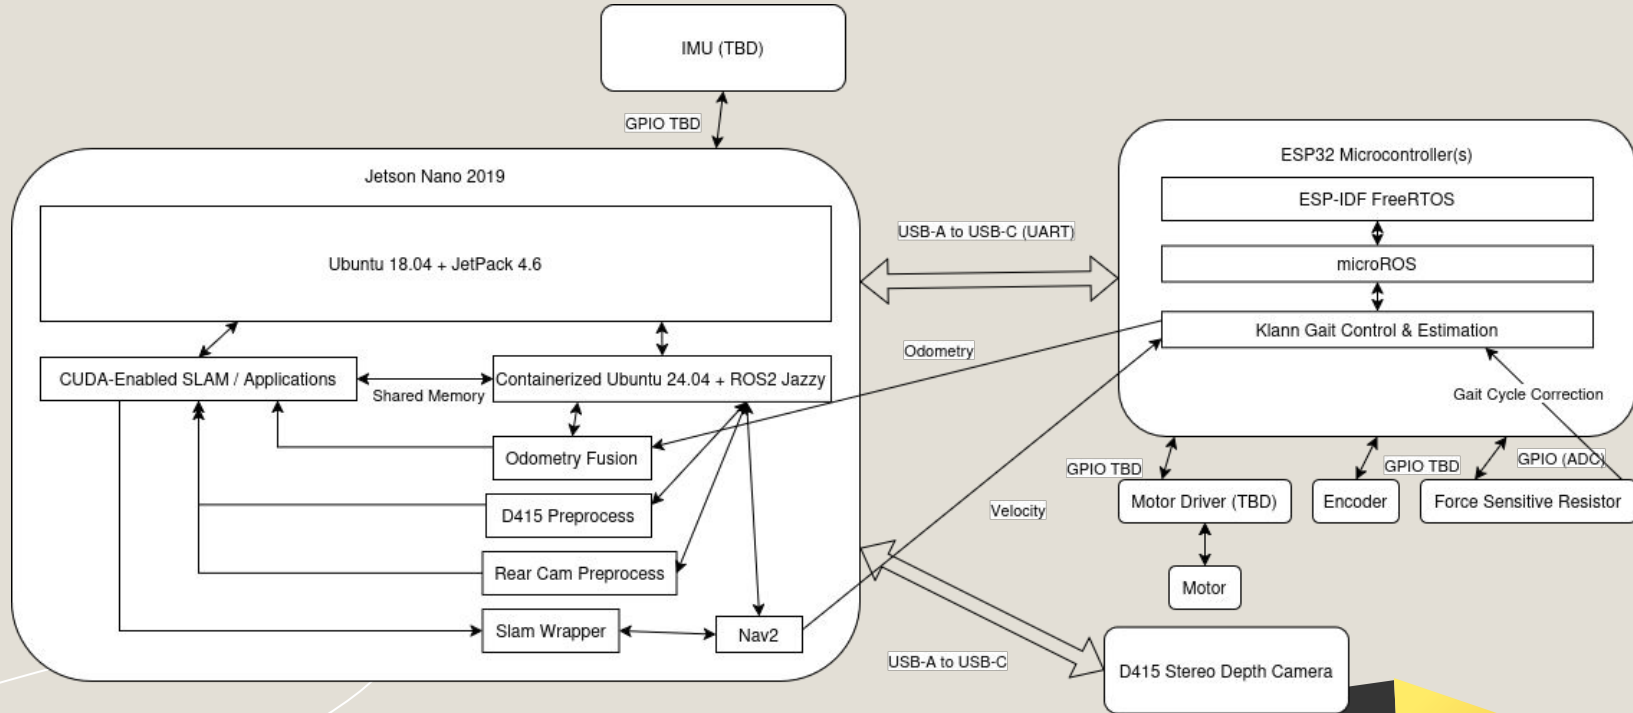 IMU (TBD)
GPIO TBD
Jetson Nano 2019
Ubuntu 18.04 + JetPack 4.6
CUDA-Enabled SLAM / Applications
Shared Memory
Containerized Ubuntu 24.04 + ROS2 Jazzy
Odometry Fusion
D415 Preprocess
Rear Cam Preprocess
Slam Wrapper
Nav2
USB-A to USB-C (UART)
Odometry
Velocity
USB-A to USB-C
ESP32 Microcontroller(s)
ESP-IDF FreeRTOS
microROS
Klann Gait Control & Estimation
Gait Cycle Correction
GPIO TBD
GPIO TBD
GPIO (ADC)
Motor Driver (TBD)
Encoder
Force Sensitive Resistor
Motor
D415 Stereo Depth Camera